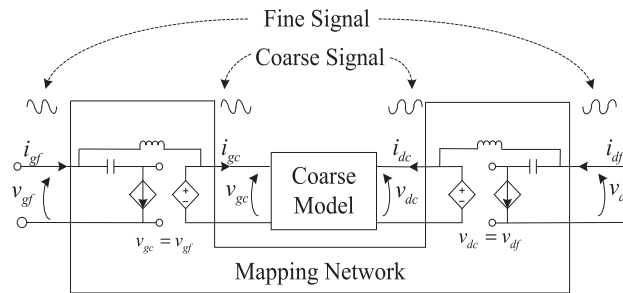 Fine Signal
Coarse Signal
i_gf i_gc i_dc i_df
v_gf v_gc Coarse Model v_dc
v_gc = v_gf v_dc = v_df
Mapping Network